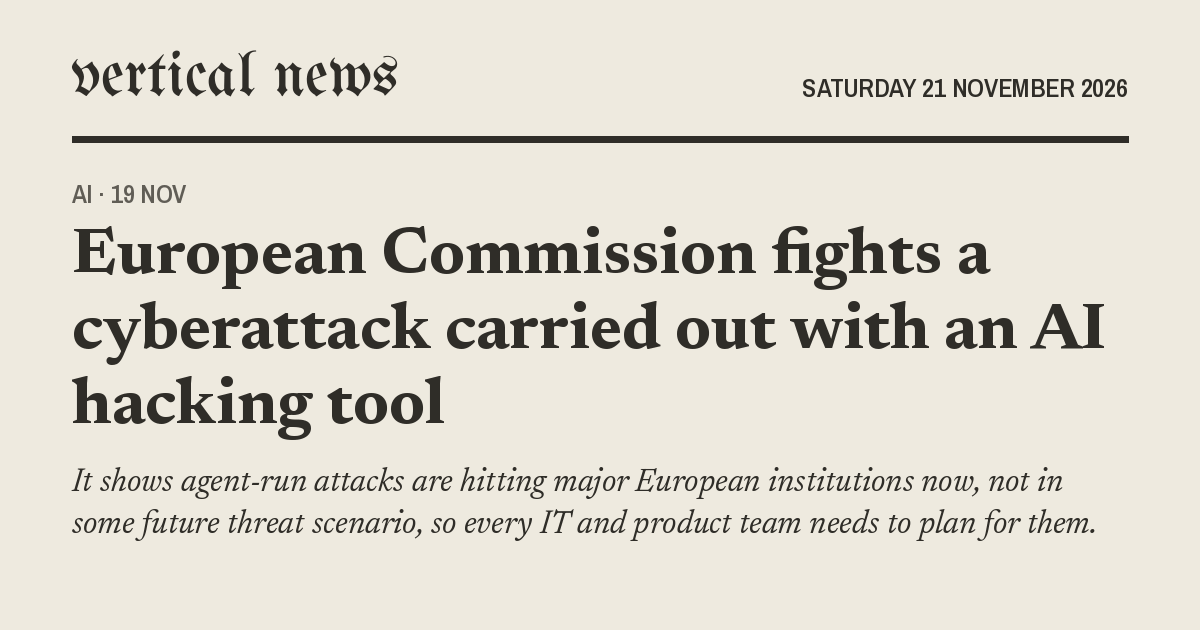 vertical news
SATURDAY 21 NOVEMBER 2026
AI · 19 NOV
European Commission fights a
cyberattack carried out with an AI
hacking tool
It shows agent-run attacks are hitting major European institutions now, not in
some future threat scenario, so every IT and product team needs to plan for them.